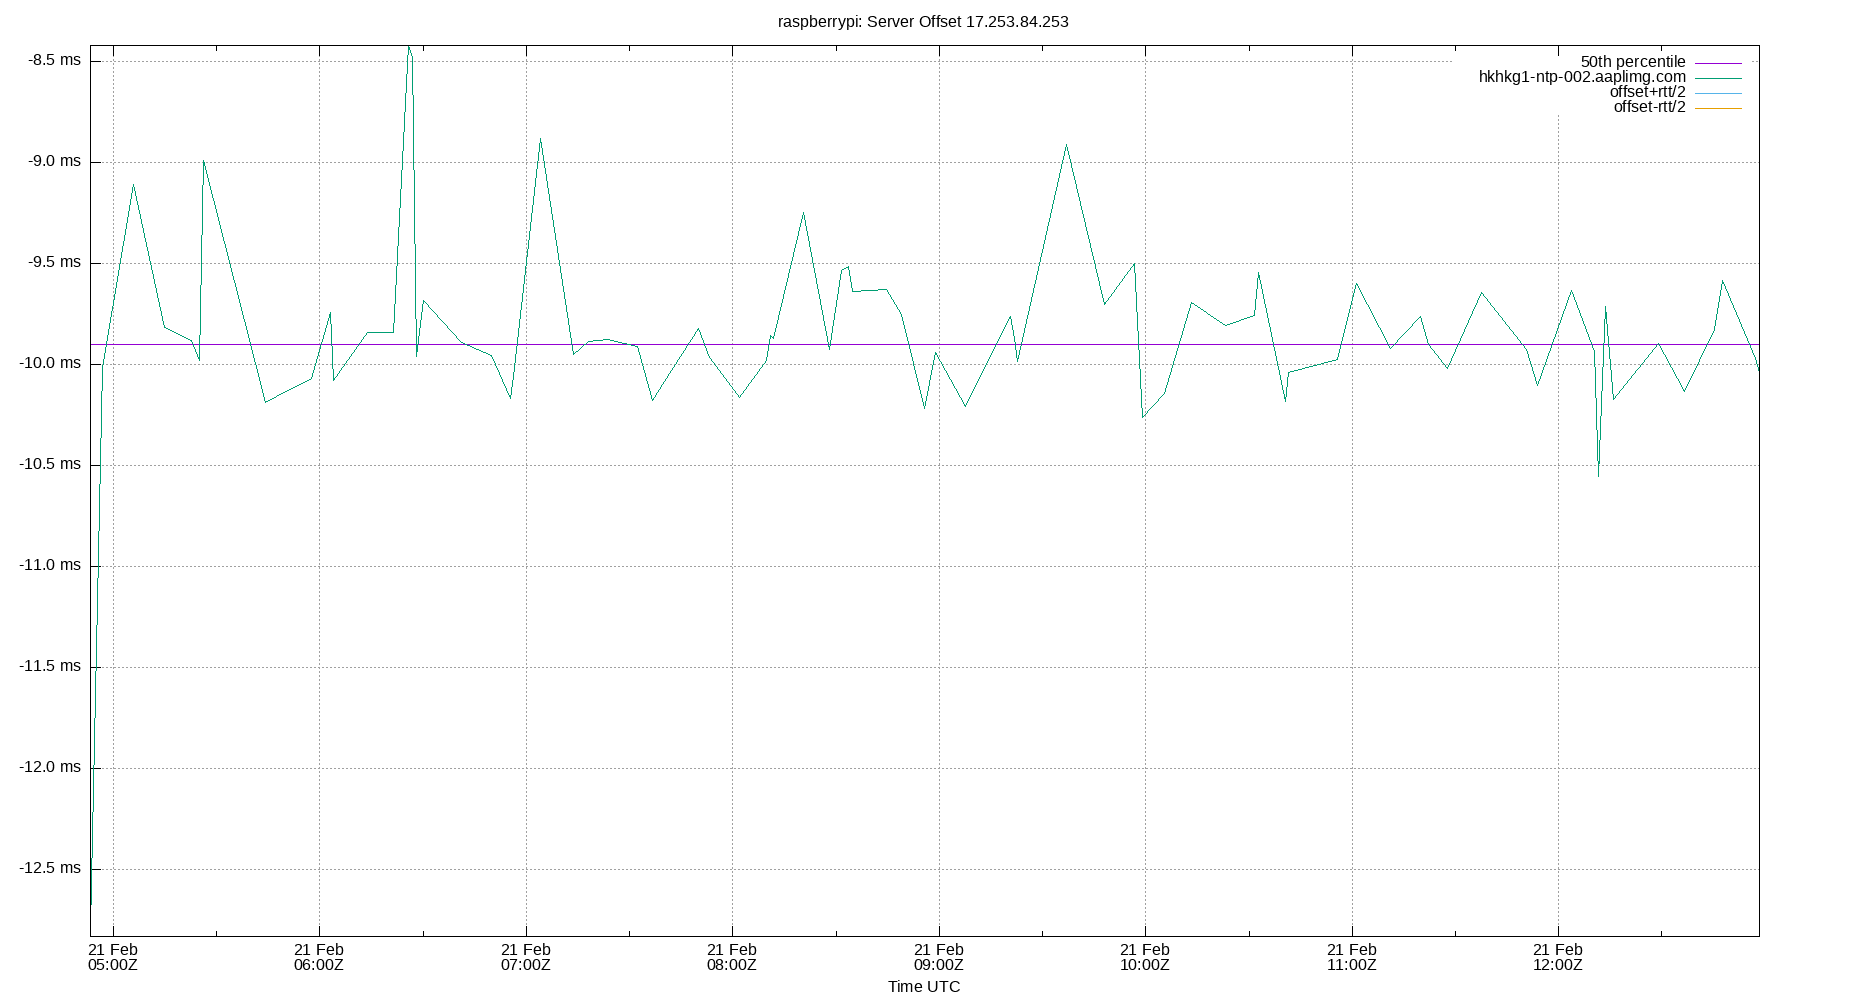 raspberrypi: Server Offset 17.253.84.253
-8.5 ms
-9.0 ms
-9.5 ms
-10.0 ms
-10.5 ms
-11.0 ms
-11.5 ms
-12.0 ms
-12.5 ms
50th percentile
hkhkg1-ntp-002.aaplimg.com
offset+rtt/2
offset-rtt/2
21 Feb 21 Feb 21 Feb 21 Feb 21 Feb 21 Feb 21 Feb 21 Feb
05:00Z 06:00Z 07:00Z 08:00Z 09:00Z 10:00Z 11:00Z 12:00Z
Time UTC